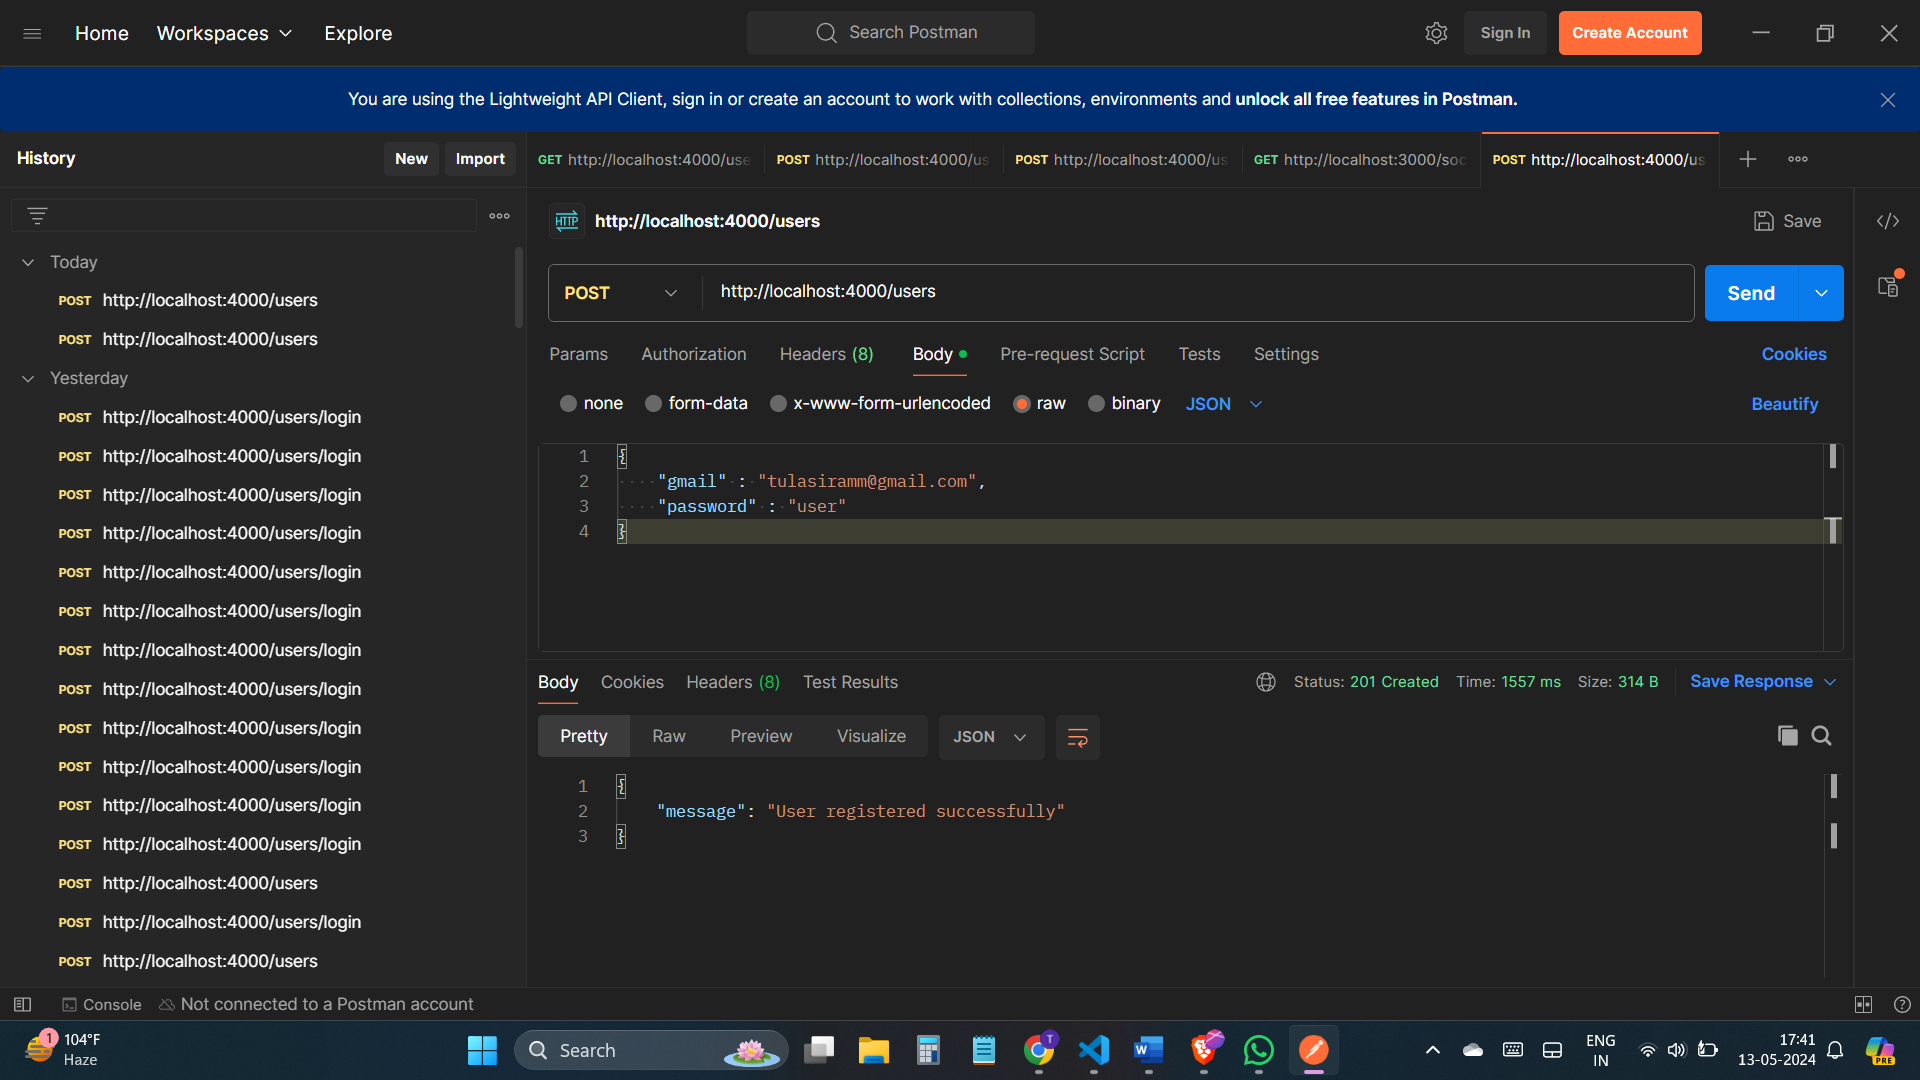 Home Workspaces Explore Search Postman Sign In Create Account
You are using the Lightweight API Client, sign in or create an account to work with collections, environments and unlock all free features in Postman.
History New Import
GET http://localhost:4000/use POST http://localhost:4000/us POST http://localhost:4000/us GET http://localhost:3000/soc POST http://localhost:4000/us
HTTP http://localhost:4000/users Save
Today
POST http://localhost:4000/users
POST http://localhost:4000/users
Yesterday
POST http://localhost:4000/users/login
POST http://localhost:4000/users/login
POST http://localhost:4000/users/login
POST http://localhost:4000/users/login
POST http://localhost:4000/users/login
POST http://localhost:4000/users/login
POST http://localhost:4000/users/login
POST http://localhost:4000/users/login
POST http://localhost:4000/users/login
POST http://localhost:4000/users/login
POST http://localhost:4000/users/login
POST http://localhost:4000/users/login
POST http://localhost:4000/users
POST http://localhost:4000/users/login
POST http://localhost:4000/users
POST http://localhost:4000/users Send
Params Authorization Headers (8) Body Pre-request Script Tests Settings Cookies
none form-data x-www-form-urlencoded raw binary JSON Beautify
1 {
2 "gmail" : "tulasiramm@gmail.com",
3 "password" : "user"
4 }
Body Cookies Headers (8) Test Results Status: 201 Created Time: 1557 ms Size: 314 B Save Response
Pretty Raw Preview Visualize JSON
1 {
2 "message": "User registered successfully"
3 }
Console Not connected to a Postman account
1 104°F
Haze
Search
T
ENG
IN
17:41
13-05-2024
PRE